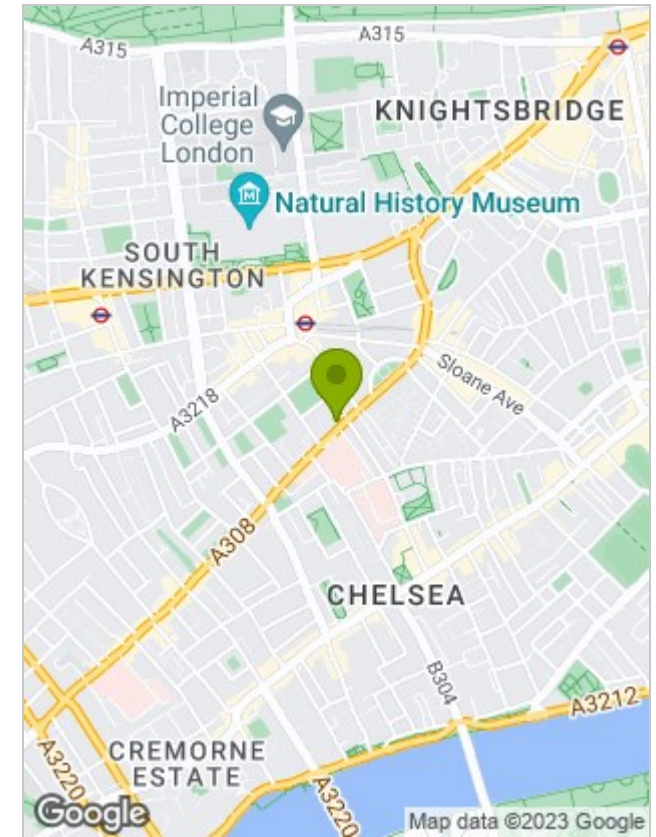 A315
A315
Imperial
College
London
KNIGHTSBRIDGE
Natural History Museum
SOUTH
KENSINGTON
Sloane Ave
A3218
A308
CHELSEA
B304
A3212
CREMORNE
ESTATE
A3220
A3220
Google
Map data ©2023 Google